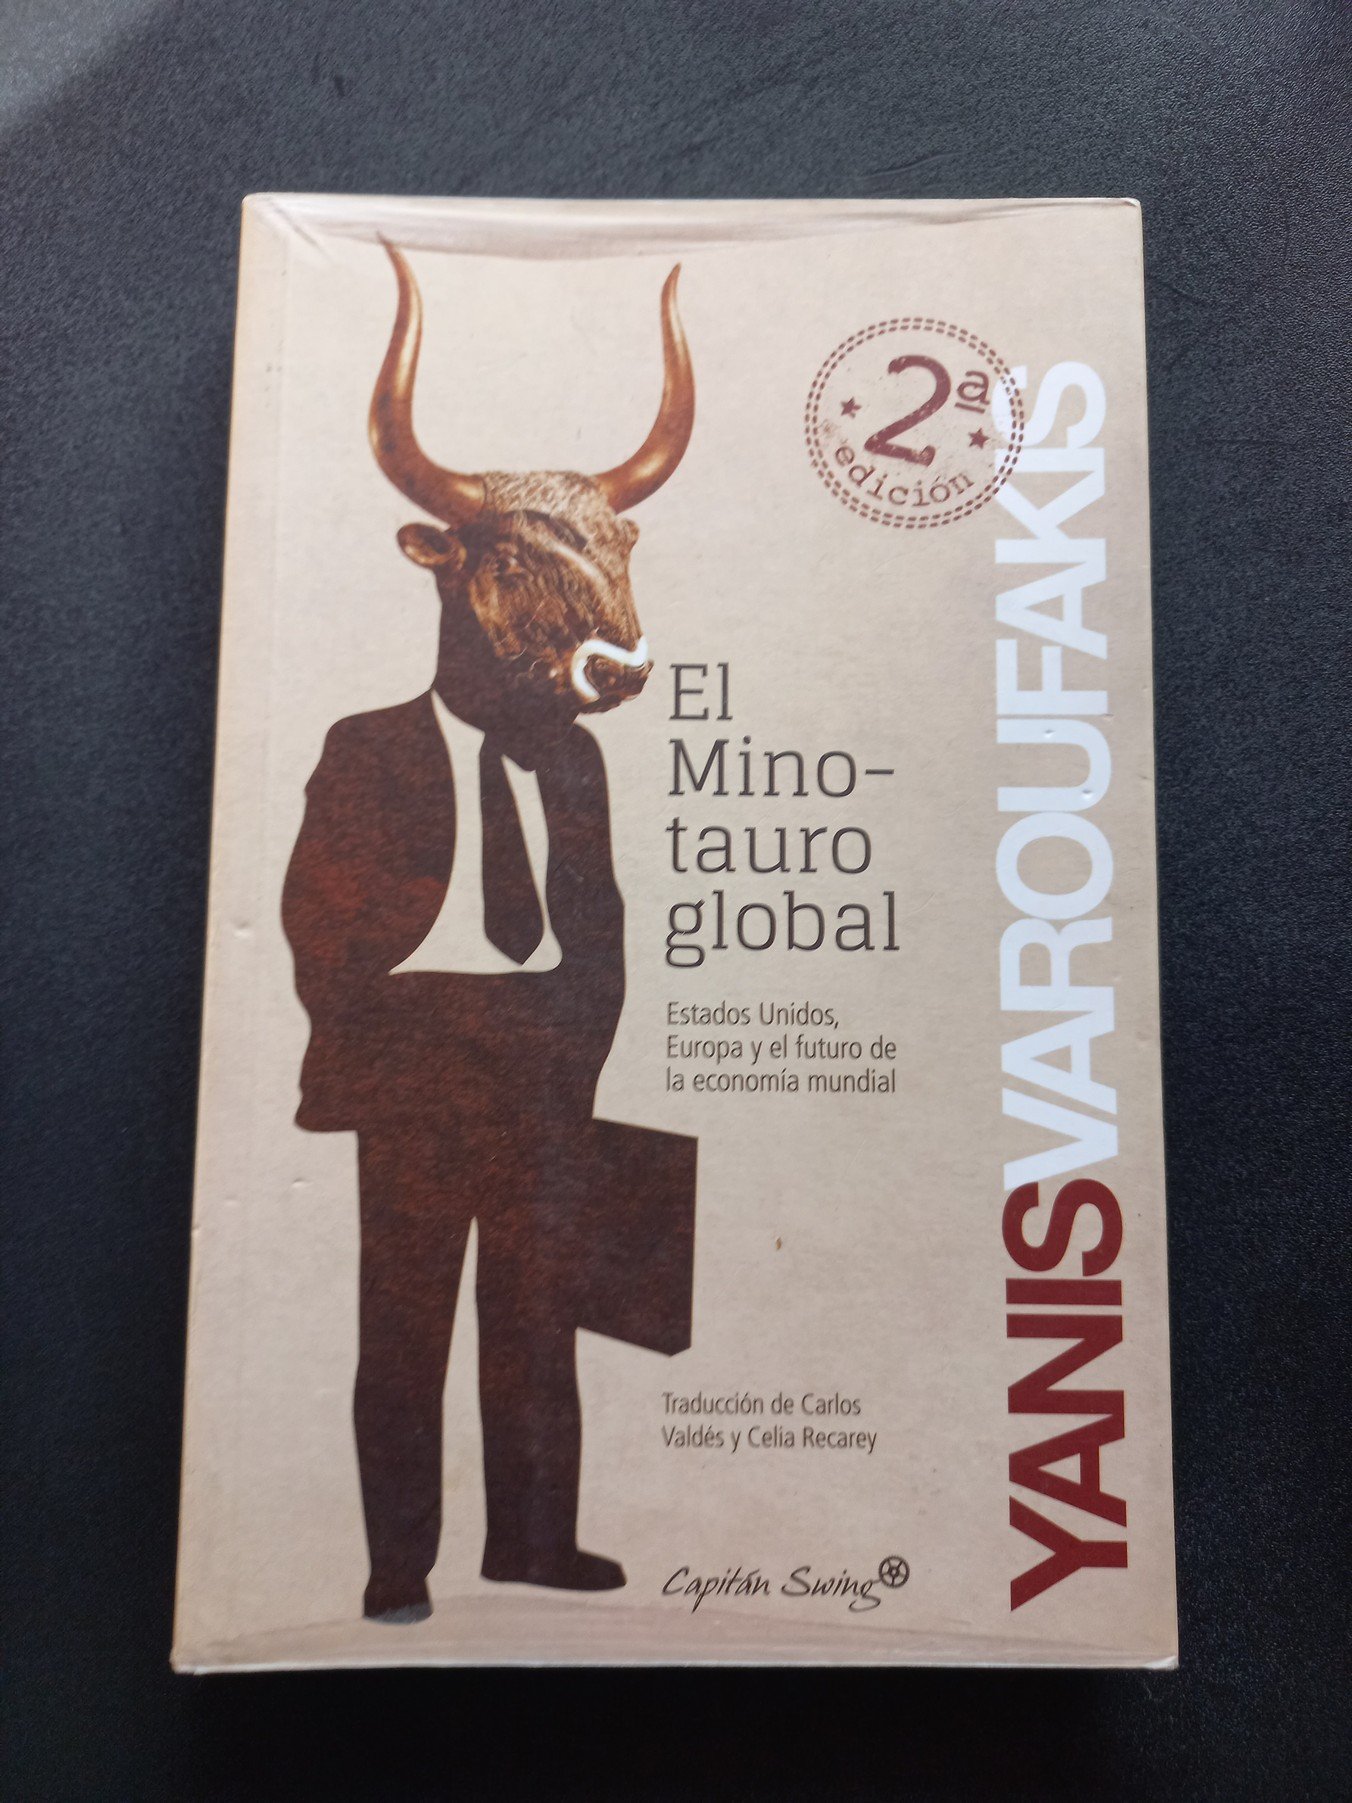 2ª
edición
El
Mino-
tauro
global
Estados Unidos,
Europa y el futuro de
la economía mundial
Traducción de Carlos
Valdés y Celia Recarey
Capitán Swing
YANISVAROUFAKIS